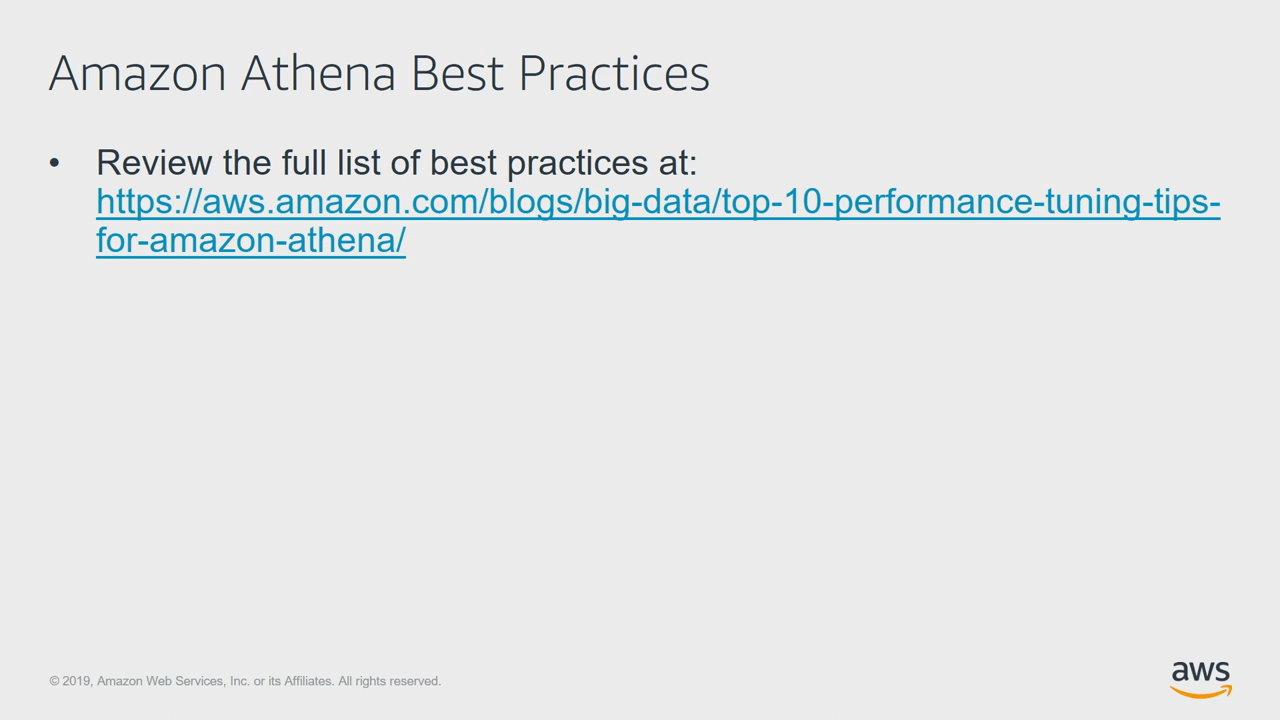 Amazon Athena Best Practices
• Review the full list of best practices at:
https://aws.amazon.com/blogs/big-data/top-10-performance-tuning-tips-
for-amazon-athena/
© 2019, Amazon Web Services, Inc. or its Affiliates. All rights reserved.
aws